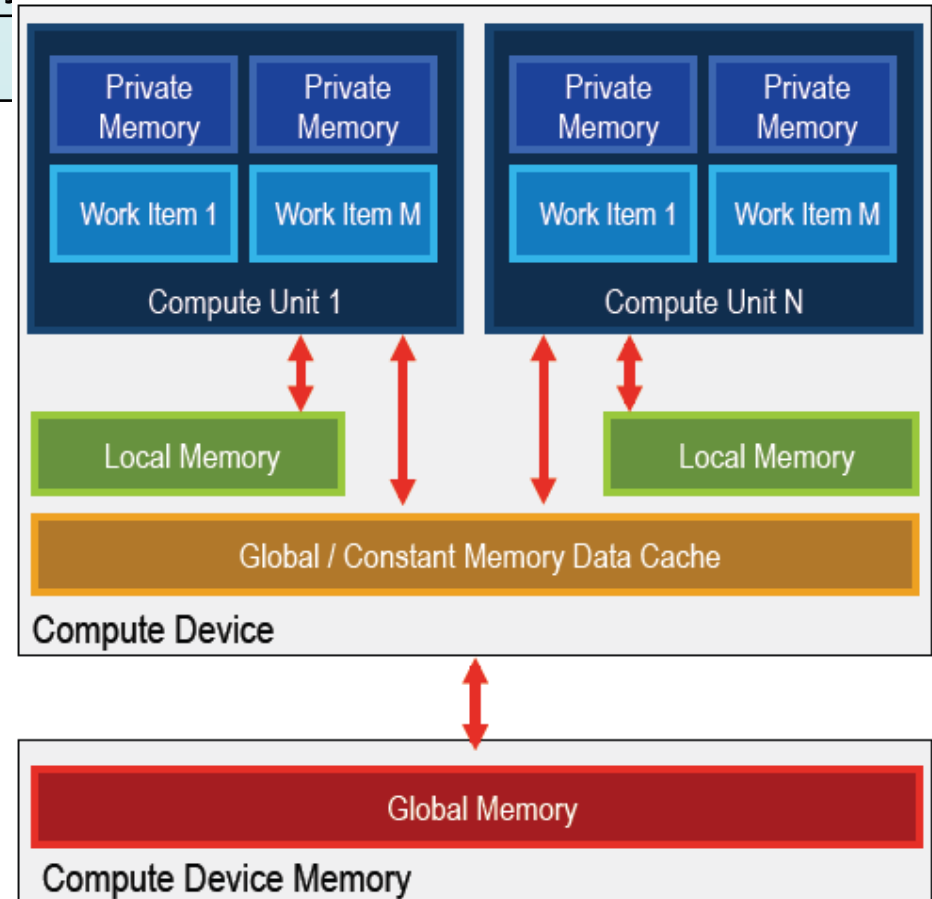 Private Memory
Private Memory
Private Memory
Private Memory
Work Item 1
Work Item M
Work Item 1
Work Item M
Compute Unit 1
Compute Unit N
Local Memory
Local Memory
Global / Constant Memory Data Cache
Compute Device
Global Memory
Compute Device Memory